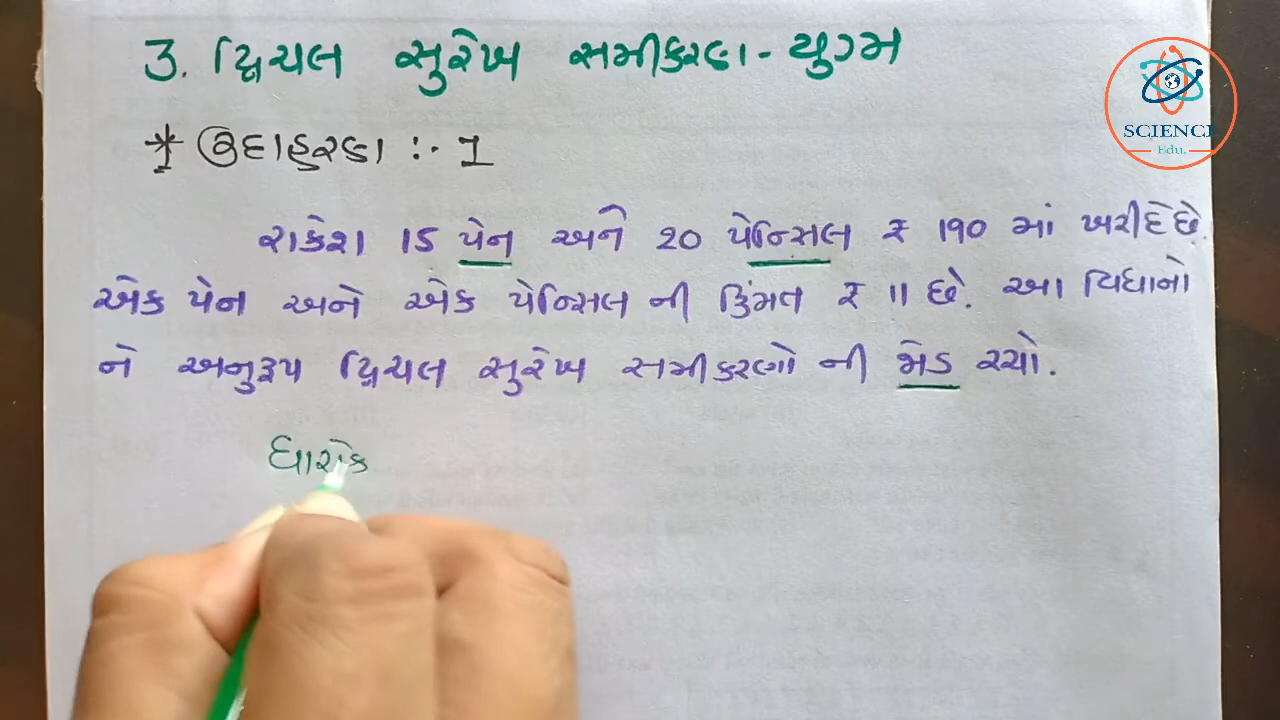 3. દ્વિચલ સુરેખ સમીકરણ - યુગ્મ
* ઉદાહરણ :- 1
રાકેશ 15 પેન અને 20 પેન્સિલ ₹ 190 માં ખરીદે છે.
એક પેન અને એક પેન્સિલ ની કિંમત ₹ 11 છે. આ વિધાનો
ને અનુરૂપ દ્વિચલ સુરેખ સમીકરણો ની જોડ રચો.
ધારોક
SCIENCE
Edu.